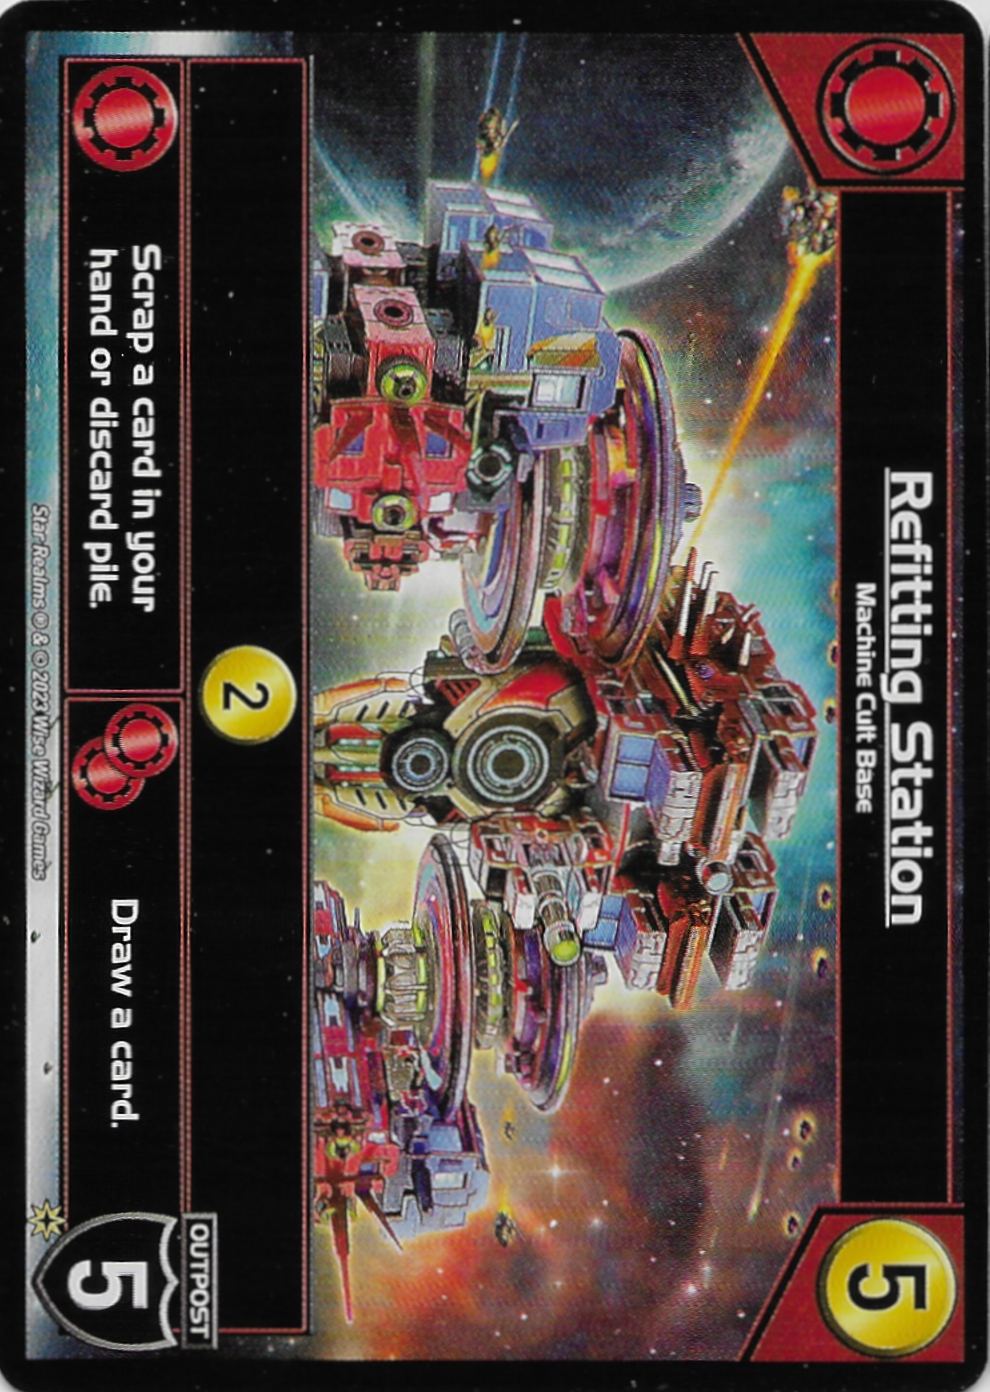 Refitting Station
Machine Cult Base
5
2
Scrap a card in your
hand or discard pile.
Draw a card.
OUTPOST
5
Star Realms ® & © 2023 Wise Wizard Games